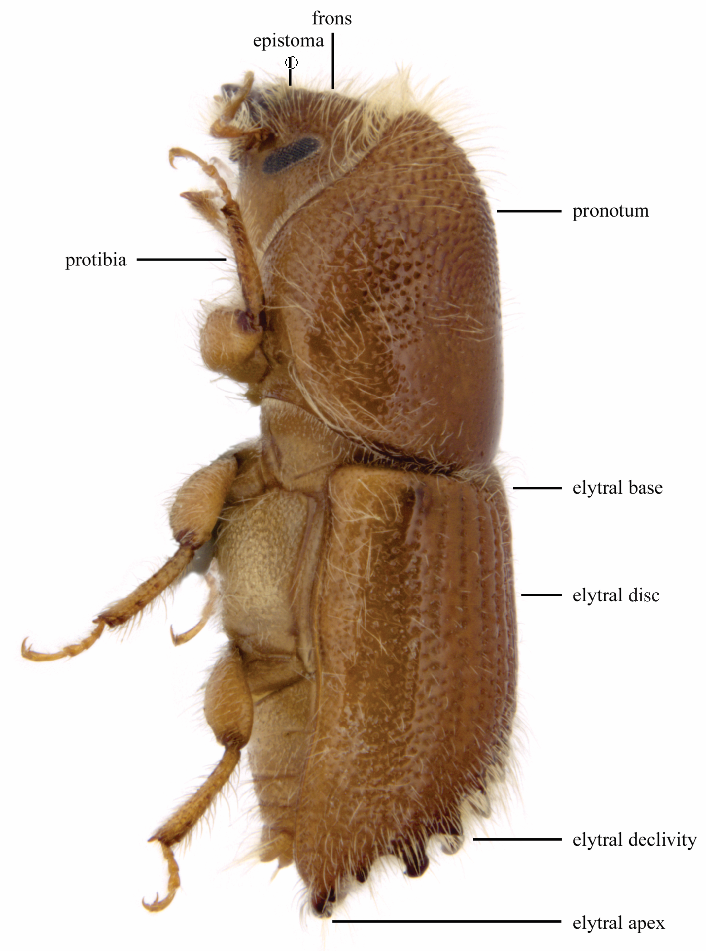 frons
epistoma
pronotum
protibia
elytral base
elytral disc
elytral declivity
elytral apex